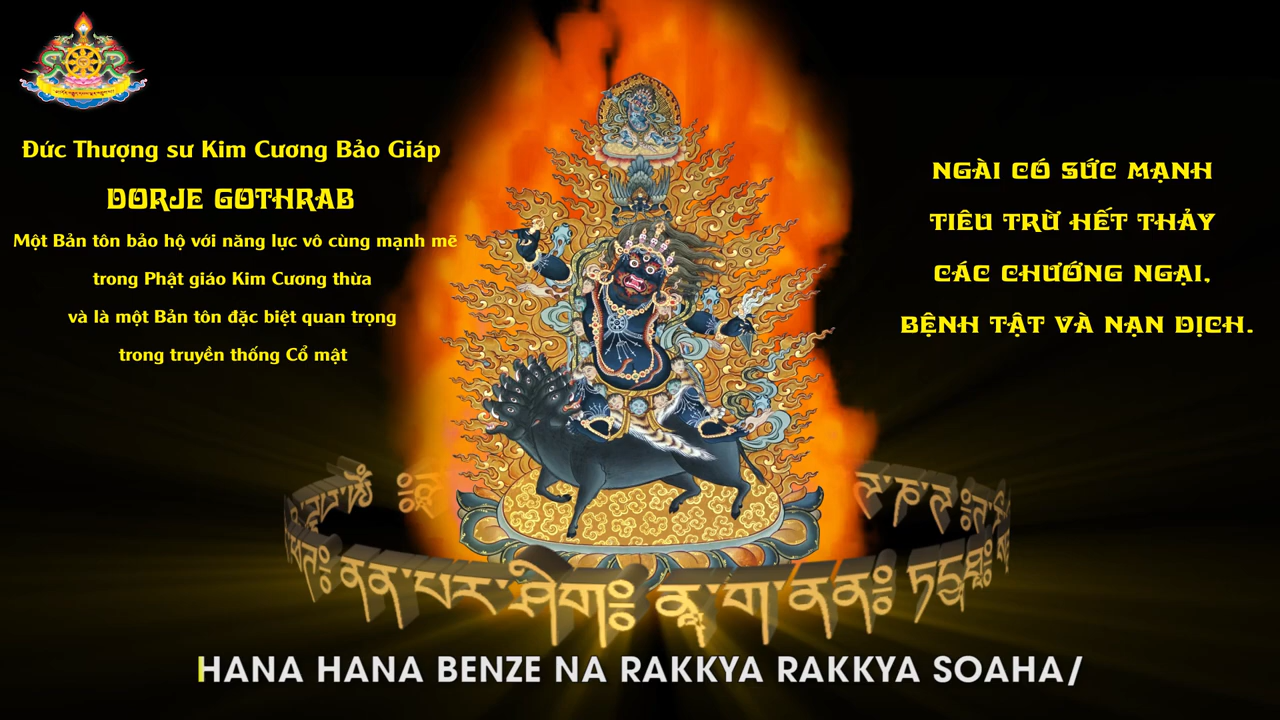 Đức Thượng sư Kim Cương Bảo Giáp
DORJE GOTHRAB
Một Bản tôn bảo hộ với năng lực vô cùng mạnh mẽ
trong Phật giáo Kim Cương thừa
và là một Bản tôn đặc biệt quan trọng
trong truyền thống Cổ mật
NGÀI CÓ SỨC MẠNH
TIÊU TRỪ HẾT THẢY
CÁC CHƯỚNG NGẠI,
BỆNH TẬT VÀ NẠN DỊCH.
ནན་པར་ཤིག༔ ནཱ་ག་ནན༔
HANA HANA BENZE NA RAKKYA RAKKYA SOAHA/